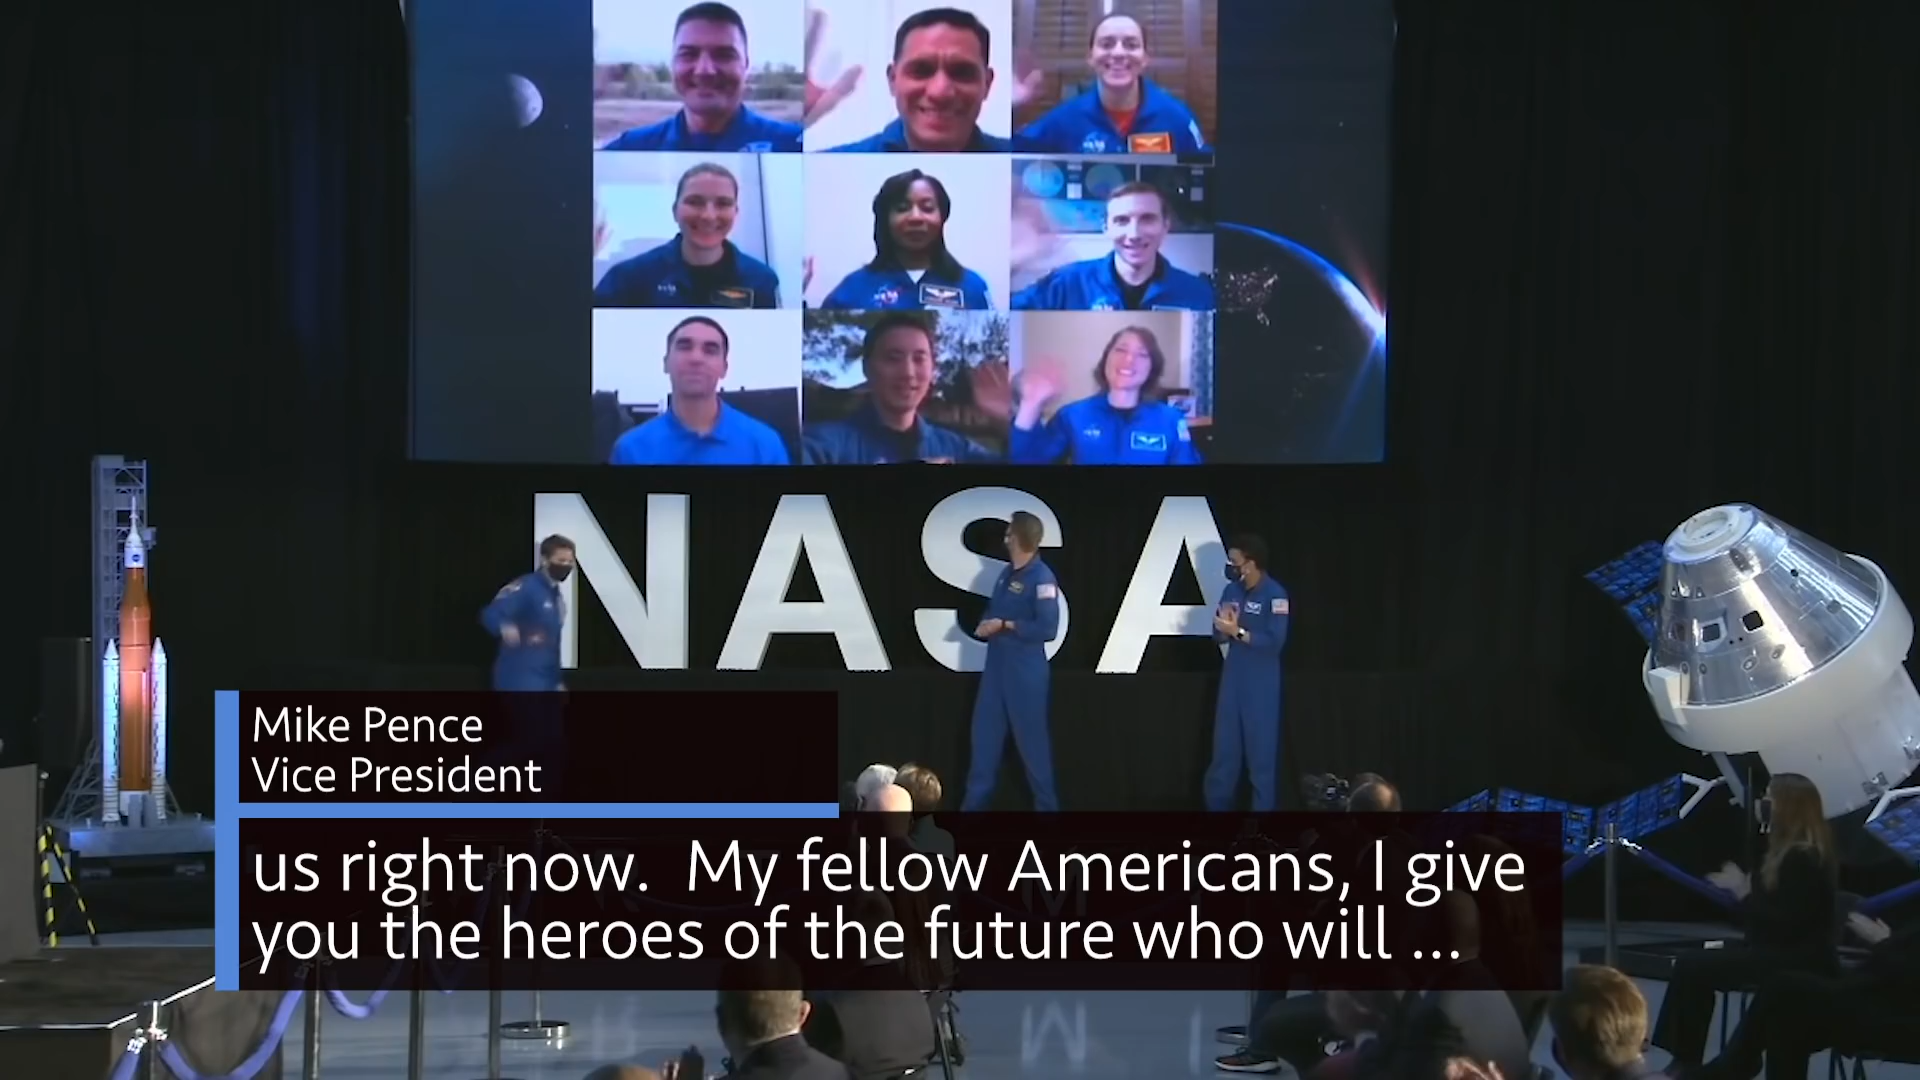 NASA
Mike Pence
Vice President
us right now.  My fellow Americans, I give
you the heroes of the future who will ...